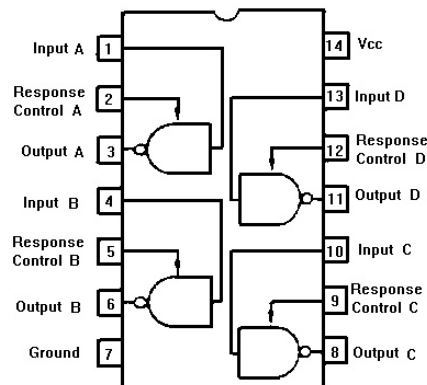 Input A 1
Response Control A 2
Output A 3
Input B 4
Response Control B 5
Output B 6
Ground 7
14 Vcc
13 Input D
12 Response Control D
11 Output D
10 Input C
9 Response Control C
8 Output C